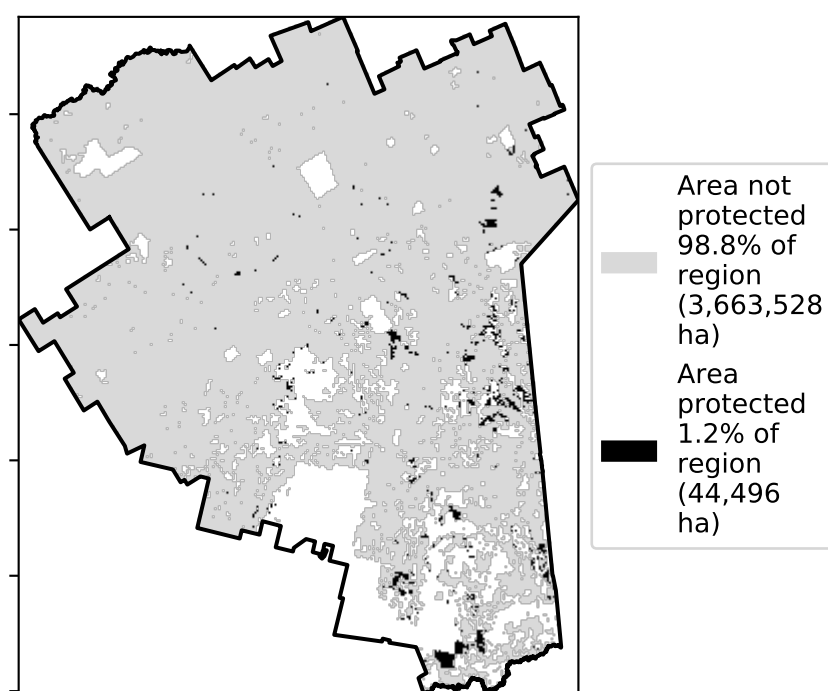 Area not
protected
98.8% of
region
(3,663,528
ha)
Area
protected
1.2% of
region
(44,496
ha)